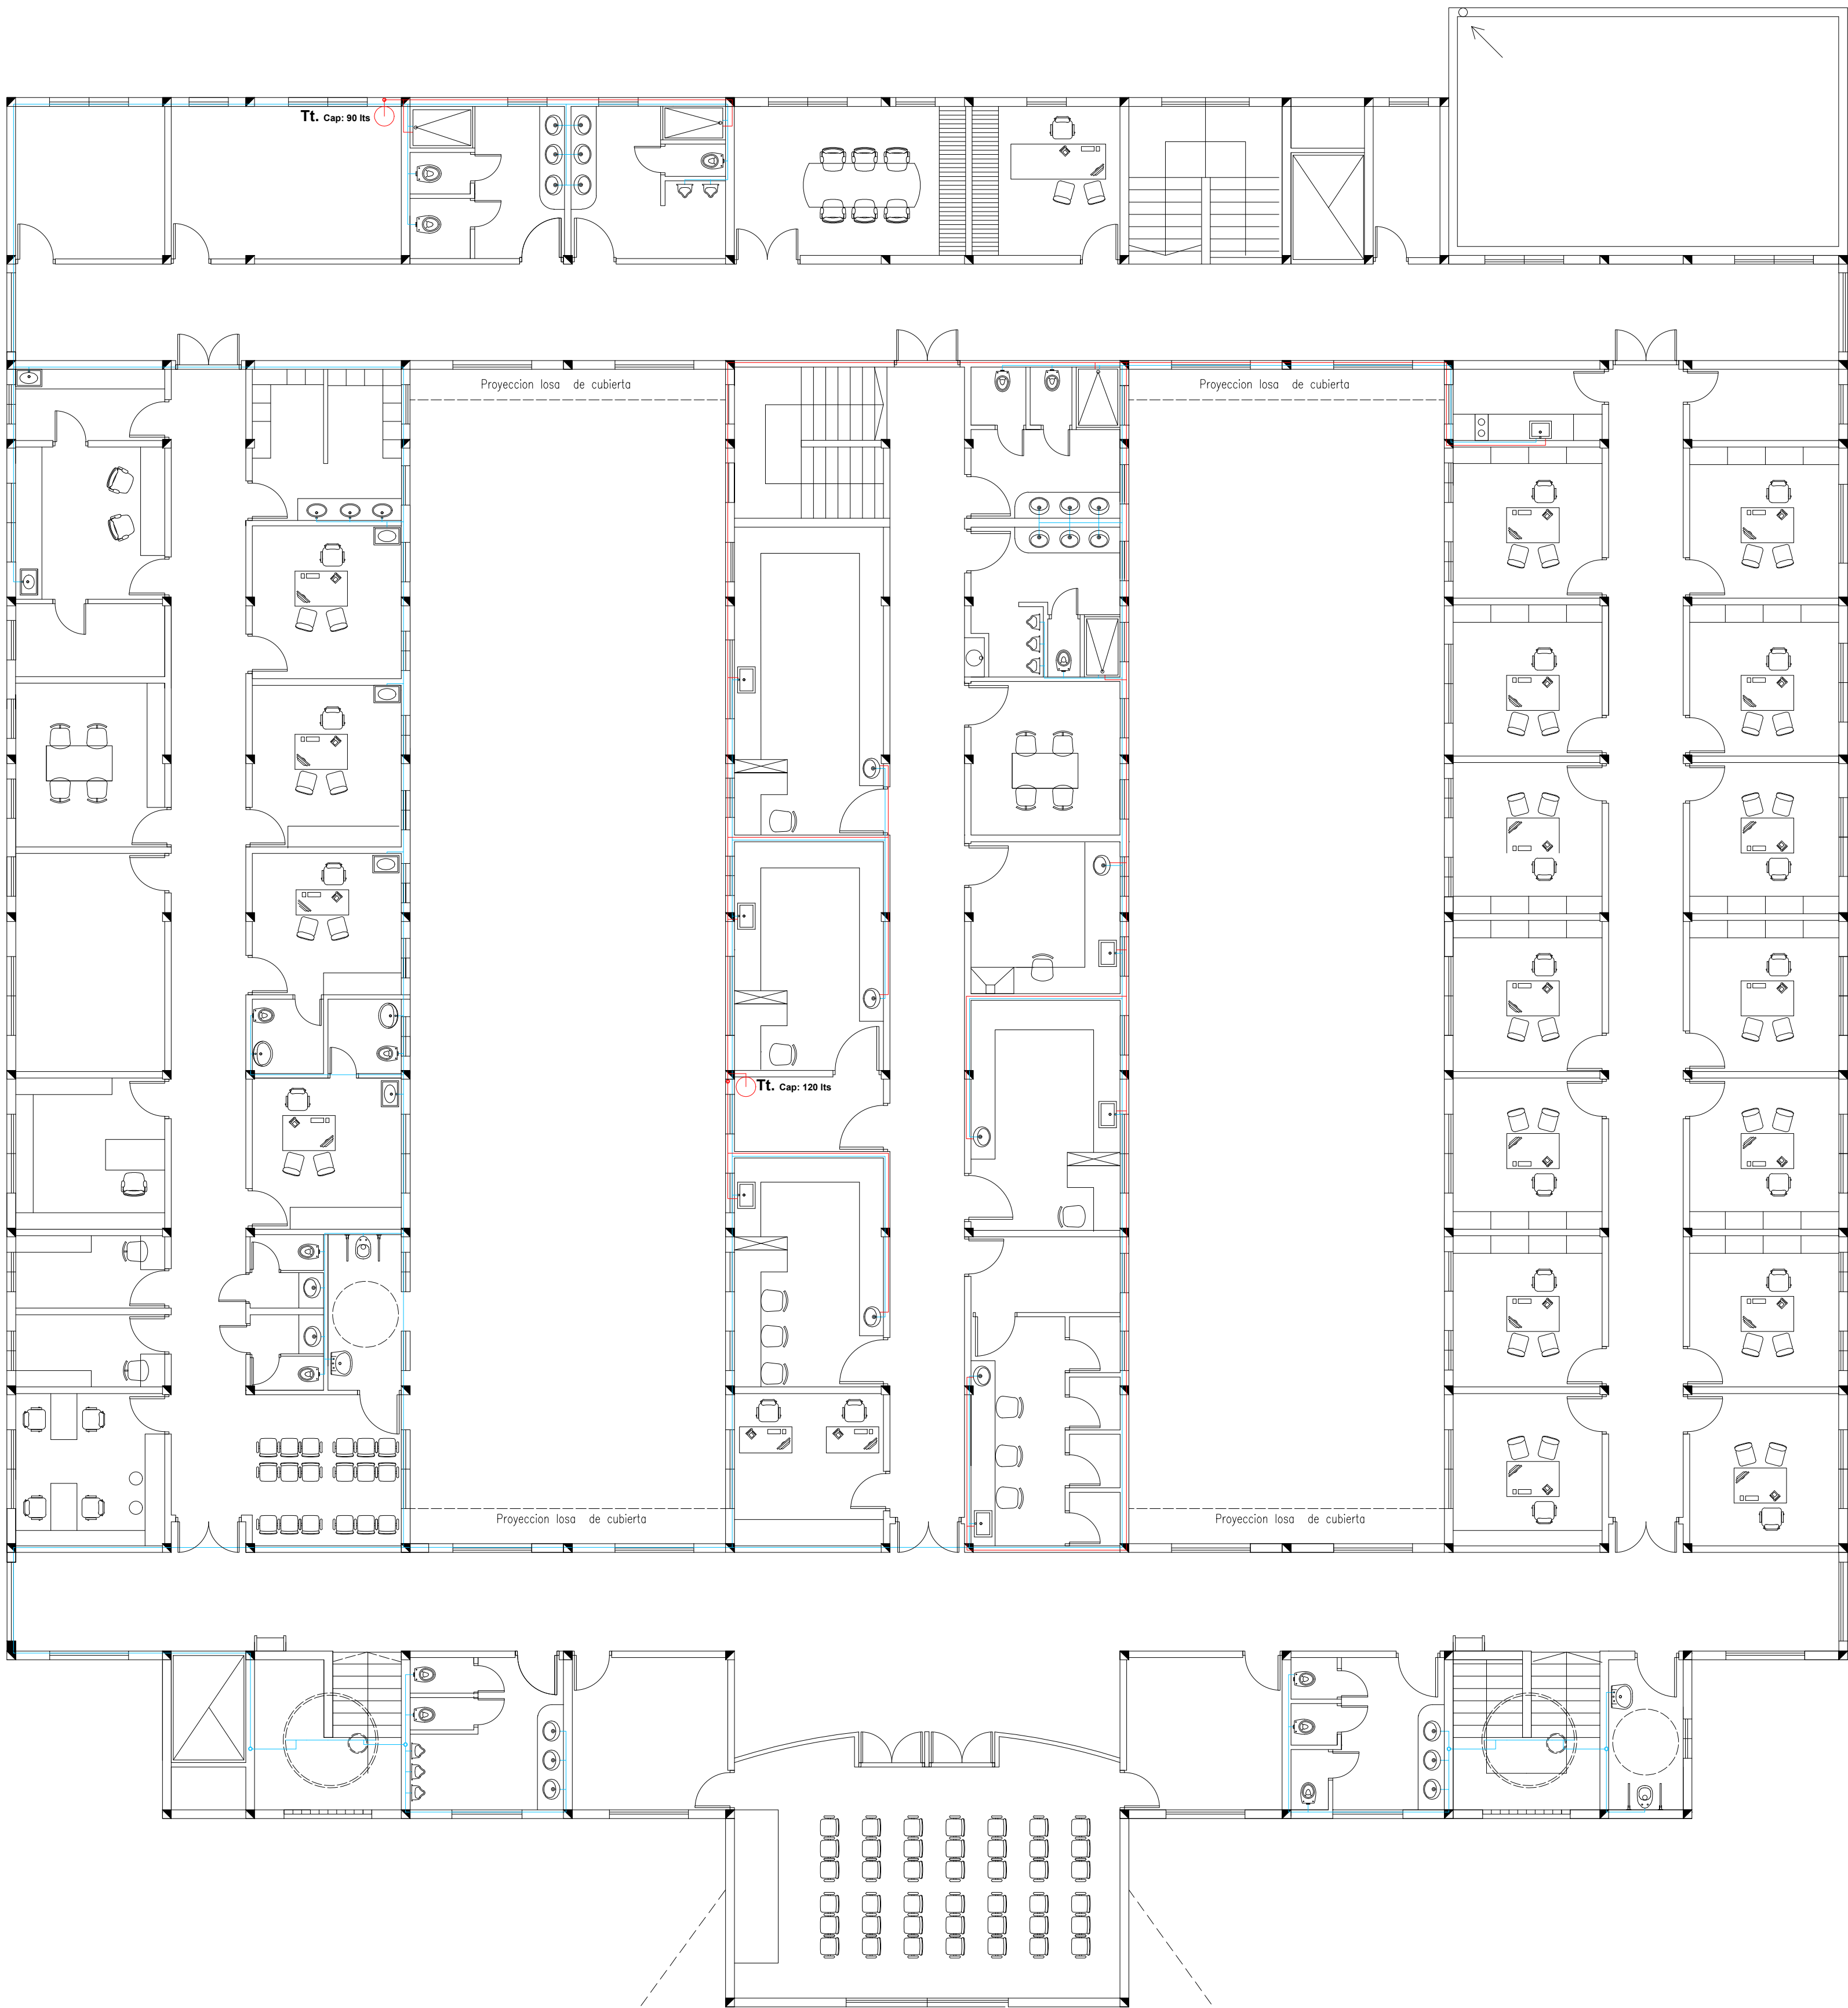 Tt. Cap: 90 lts
Proyeccion losa de cubierta
Proyeccion losa de cubierta
Tt. Cap: 120 lts
Proyeccion losa de cubierta
Proyeccion losa de cubierta